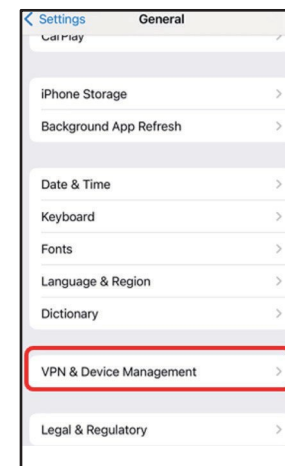 Settings General
CarPlay
iPhone Storage
Background App Refresh
Date & Time
Keyboard
Fonts
Language & Region
Dictionary
VPN & Device Management
Legal & Regulatory